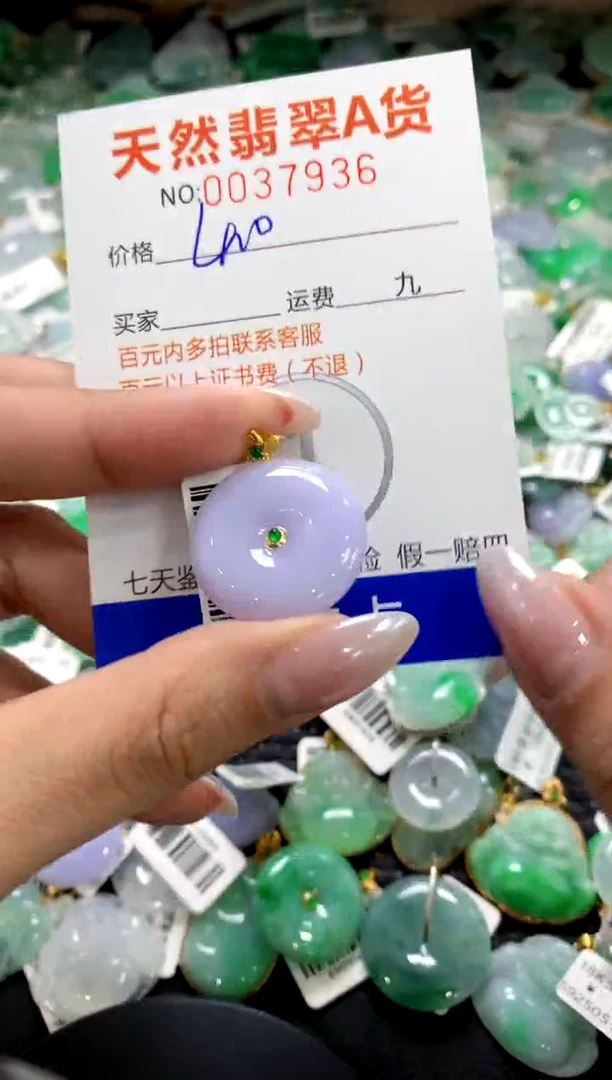 天然翡翠A货
NO:0037936
价格
买家 运费 九
百元内多拍联系客服
百元以上证书费（不退）
七天鉴 假一赔四